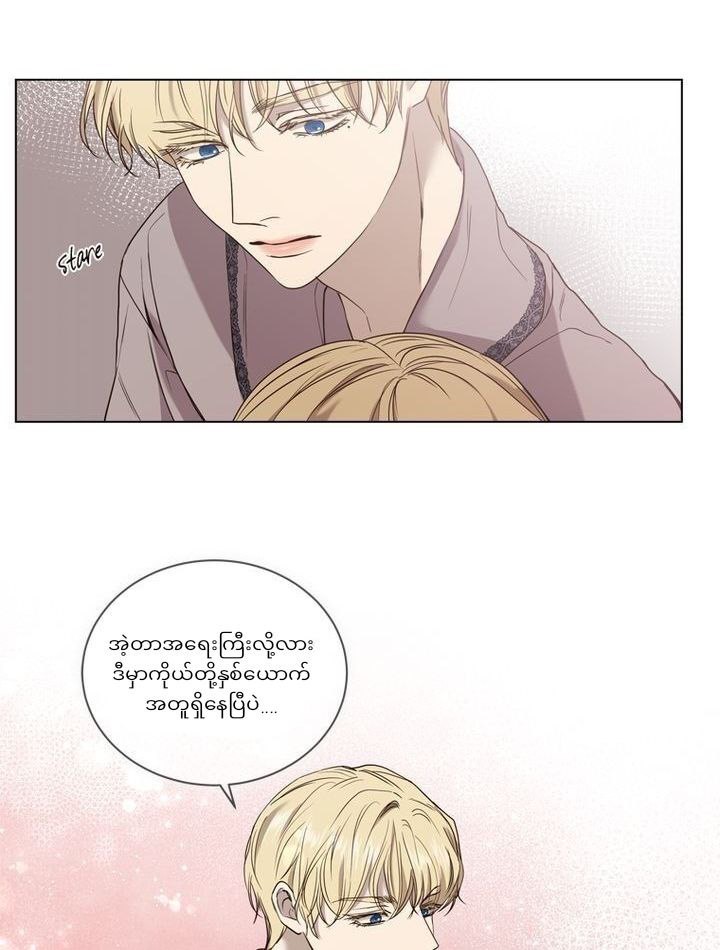 stare
အဲ့တာအရေးကြီးလို့လား
ဒီမှာကိုယ်တို့နှစ်ယောက်
အတူရှိနေပြီပဲ....